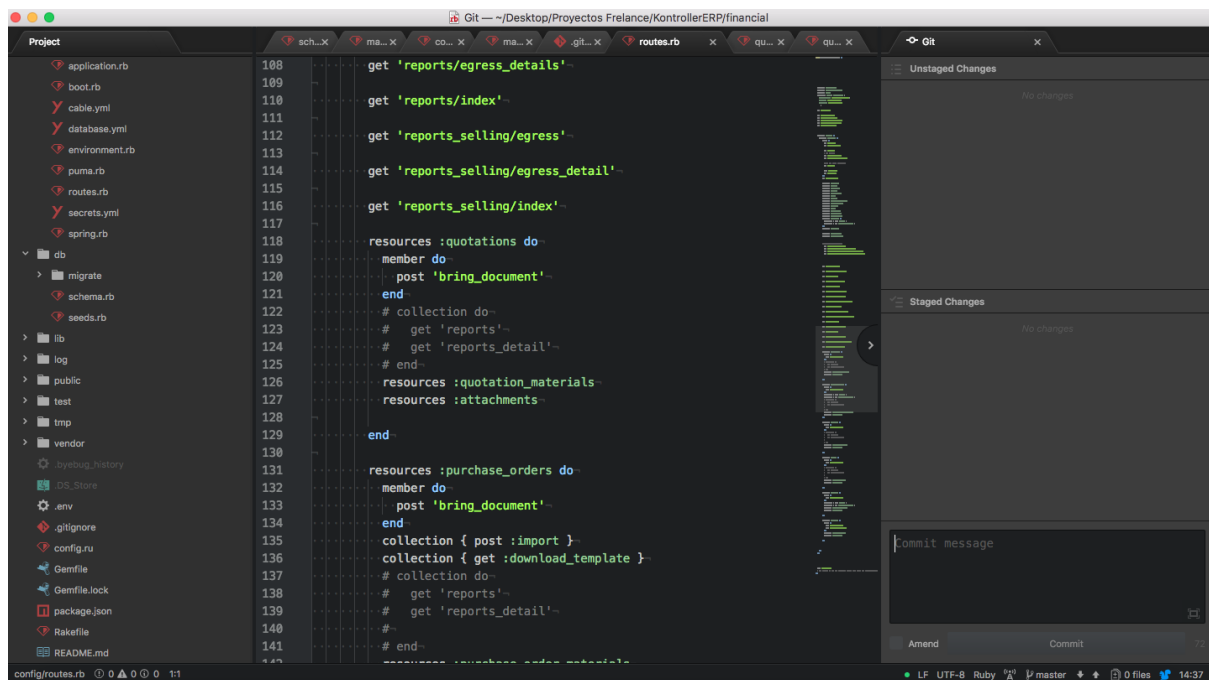 Git — ~/Desktop/Proyectos Frelance/KontrollerERP/financial
Project
sch...x
ma... x
co... x
ma... x
.git... x
routes.rb x
qu... x
qu... x
Git x
application.rb
boot.rb
cable.yml
database.yml
environment.rb
puma.rb
routes.rb
secrets.yml
spring.rb
db
migrate
schema.rb
seeds.rb
lib
log
public
test
tmp
vendor
.byebug_history
.DS_Store
.env
.gitignore
config.ru
Gemfile
Gemfile.lock
package.json
Rakefile
README.md
108 get 'reports/egress_details'
109
110 get 'reports/index'
111
112 get 'reports_selling/egress'
113
114 get 'reports_selling/egress_detail'
115
116 get 'reports_selling/index'
117
118 resources :quotations do
119 member do
120 post 'bring_document'
121 end
122 # collection do
123 # get 'reports'
124 # get 'reports_detail'
125 # end
126 resources :quotation_materials
127 resources :attachments
128
129 end
130
131 resources :purchase_orders do
132 member do
133 post 'bring_document'
134 end
135 collection { post :import }
136 collection { get :download_template }
137 # collection do
138 # get 'reports'
139 # get 'reports_detail'
140 #
141 # end
142 resources :purchase_order_materials
Unstaged Changes
No changes
Staged Changes
No changes
Commit message
Amend
Commit
72
config/routes.rb 0 0 0 1:1
LF UTF-8 Ruby master 0 files 14:37